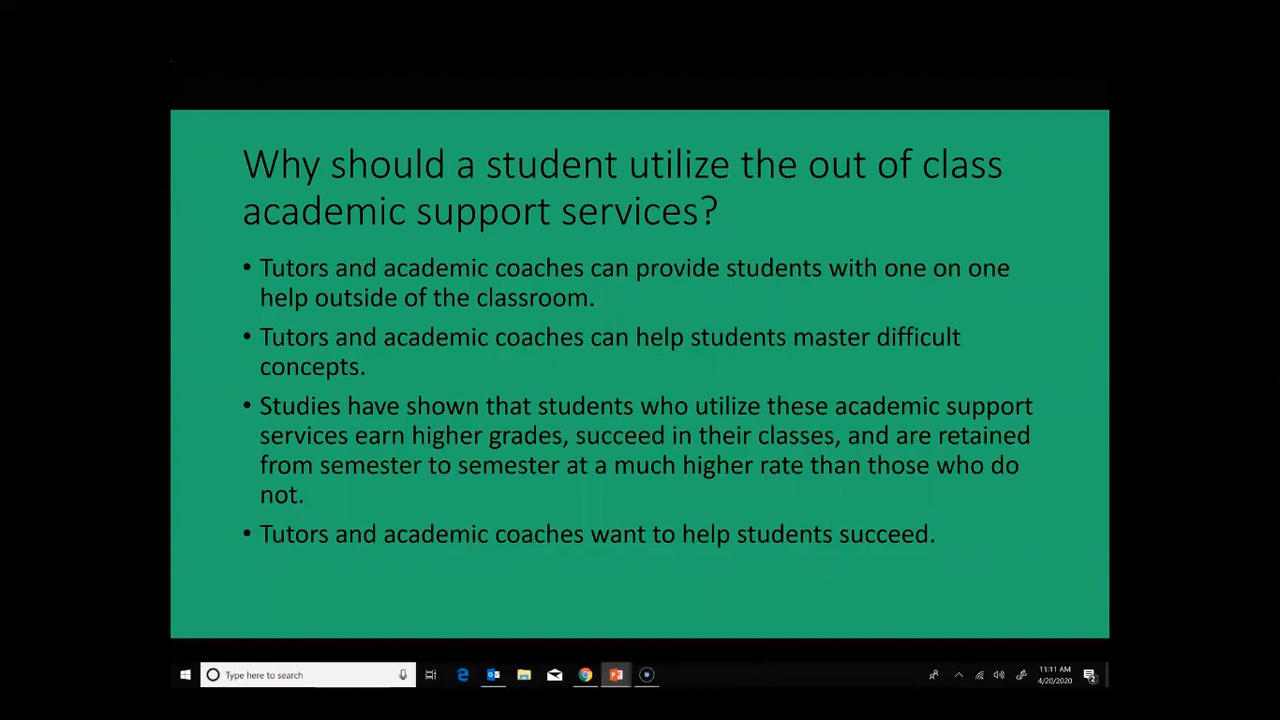 Why should a student utilize the out of class
academic support services?
• Tutors and academic coaches can provide students with one on one
help outside of the classroom.
• Tutors and academic coaches can help students master difficult
concepts.
• Studies have shown that students who utilize these academic support
services earn higher grades, succeed in their classes, and are retained
from semester to semester at a much higher rate than those who do
not.
• Tutors and academic coaches want to help students succeed.
Type here to search
11:11 AM
4/20/2020
2